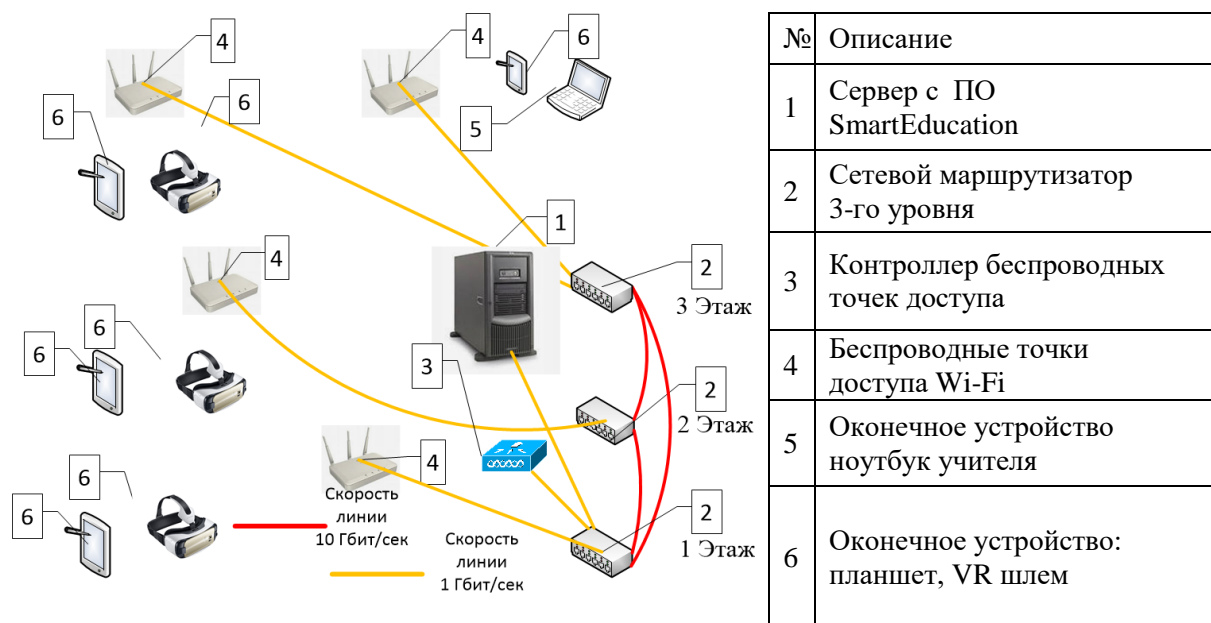 4
4
6
6
6
5
1
2
3 Этаж
4
6
6
3
2
2 Этаж
6
6
4
2
1 Этаж
Скорость
линии
10 Гбит/сек
Скорость
линии
1 Гбит/сек
№ Описание
1 Сервер с ПО
SmartEducation
2 Сетевой маршрутизатор
3-го уровня
3 Контроллер беспроводных
точек доступа
4 Беспроводные точки
доступа Wi-Fi
5 Оконечное устройство
ноутбук учителя
6 Оконечное устройство:
планшет, VR шлем